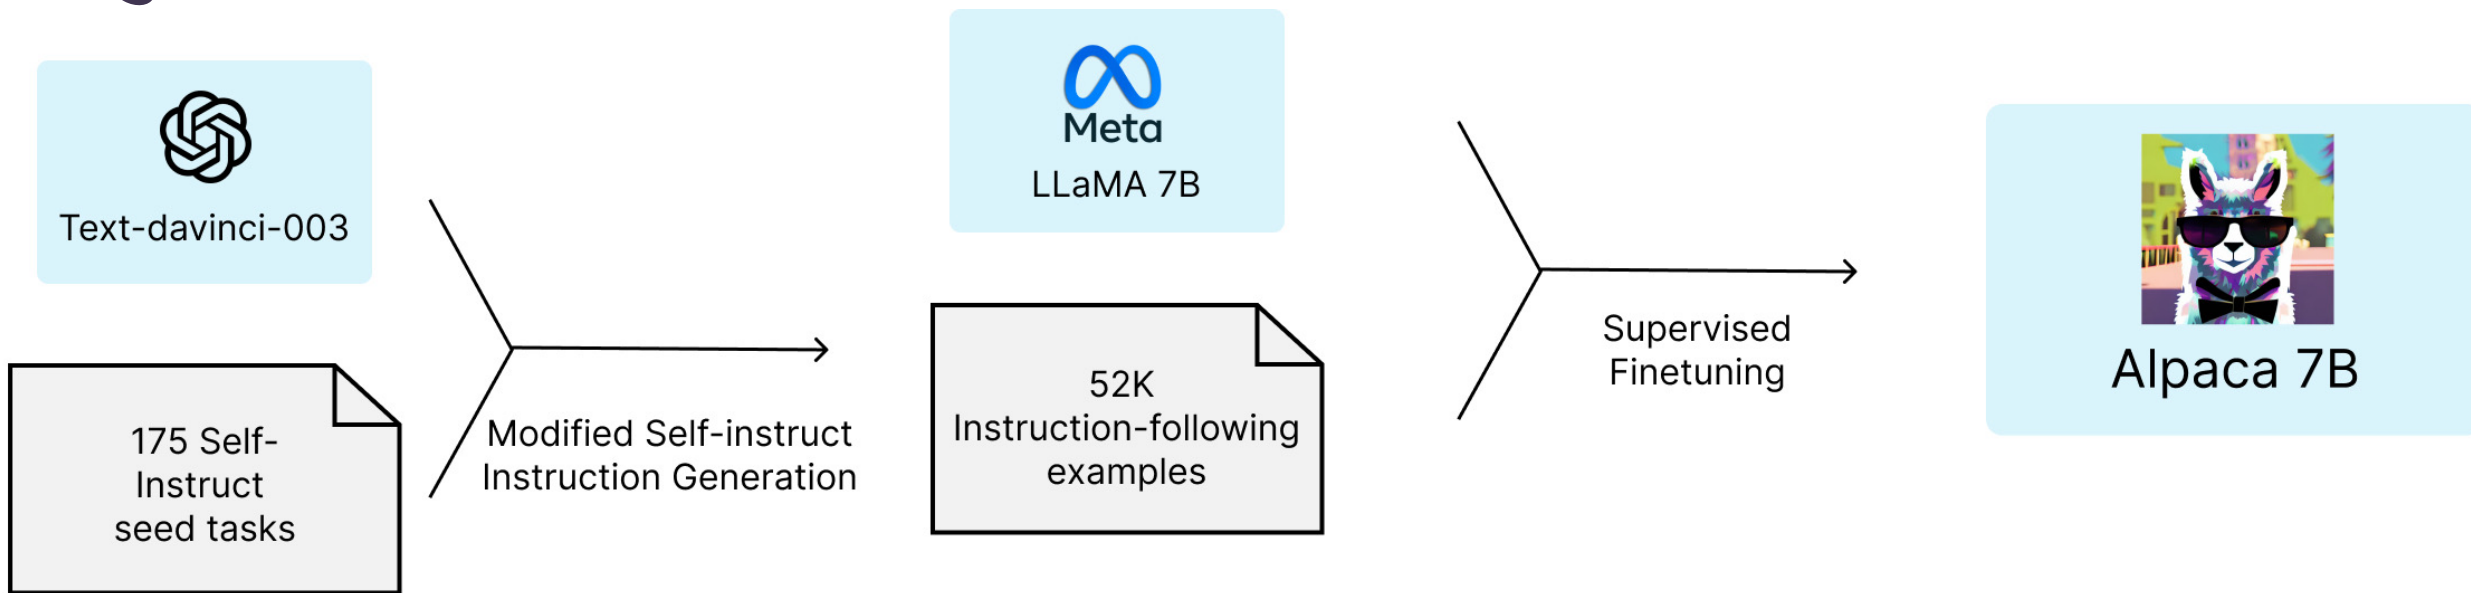 Text-davinci-003
175 Self-
Instruct
seed tasks
Modified Self-instruct
Instruction Generation
Meta
LLaMA 7B
52K
Instruction-following
examples
Supervised
Finetuning
Alpaca 7B